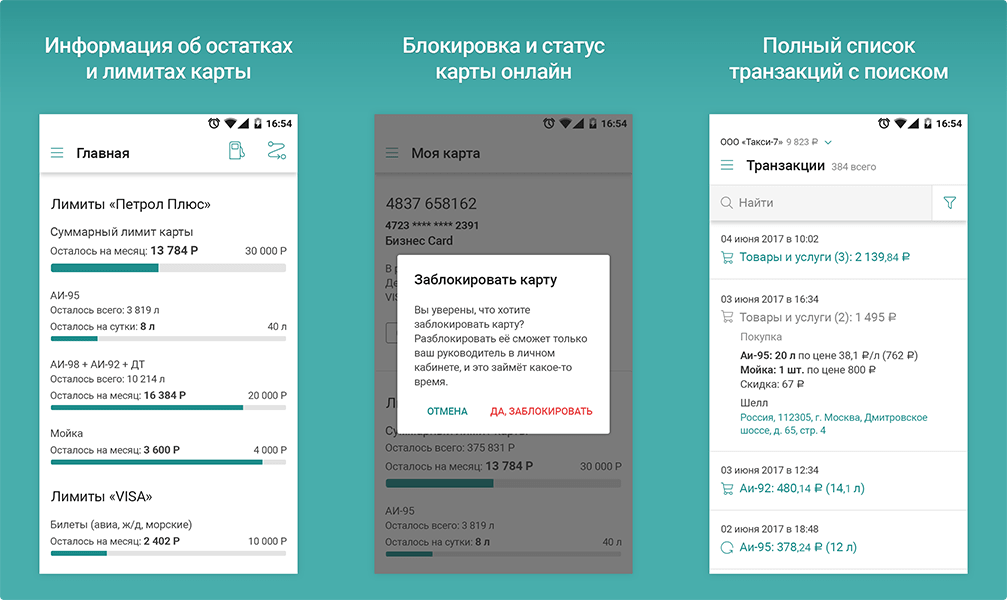 Информация об остатках
и лимитах карты
16:54
Главная
Лимиты «Петрол Плюс»
Суммарный лимит карты
Осталось на месяц: 13 784 Р 30 000 Р
АИ-95
Осталось всего: 3 819 л
Осталось на сутки: 8 л 40 л
АИ-98 + АИ-92 + ДТ
Осталось всего: 10 214 л
Осталось на месяц: 16 384 Р 20 000 Р
Мойка
Осталось на месяц: 3 600 Р 4 000 Р
Лимиты «VISA»
Билеты (авиа, ж/д, морские)
Осталось на месяц: 2 402 Р 10 000 Р
Блокировка и статус
карты онлайн
16:54
Моя карта
4837 658162
4723 **** **** 2391
Бизнес Card
Заблокировать карту
Вы уверены, что хотите
заблокировать карту?
Разблокировать её сможет только
ваш руководитель в личном
кабинете, и это займёт какое-то
время.
ОТМЕНА ДА, ЗАБЛОКИРОВАТЬ
Суммарный лимит карты
Осталось всего: 375 831 Р
Осталось на месяц: 13 784 Р 30 000 Р
АИ-95
Осталось всего: 3 819 л
Осталось на сутки: 8 л 40 л
Полный список
транзакций с поиском
16:54
ООО «Такси-7» 9 823 ₽
Транзакции 384 всего
Найти
04 июня 2017 в 10:02
Товары и услуги (3): 2 139,84 ₽
03 июня 2017 в 16:34
Товары и услуги (2): 1 495 ₽
Покупка
Аи-95: 20 л по цене 38,1 ₽/л (762 ₽)
Мойка: 1 шт. по цене 800 ₽
Скидка: 67 ₽
Шелл
Россия, 112305, г. Москва, Дмитровское
шоссе, д. 65, стр. 4
03 июня 2017 в 12:34
Аи-92: 480,14 ₽ (14,1 л)
02 июня 2017 в 18:48
Аи-95: 378,24 ₽ (12 л)